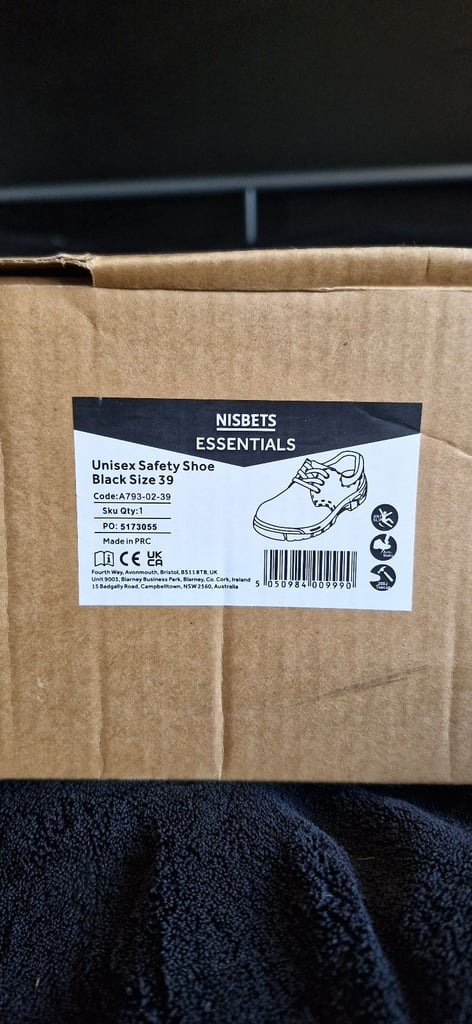 NISBETS
ESSENTIALS
Unisex Safety Shoe
Black Size 39
Code:A793-02-39
Sku Qty:1
PO: 5173055
Made in PRC
CE UK
CA
Fourth Way, Avonmouth, Bristol, BS11 8TB, UK
Unit 9003, Blarney Business Park, Blarney, Co. Cork, Ireland
15 Badgally Road, Campbelltown, NSW 2560, Australia
5 050984 009990